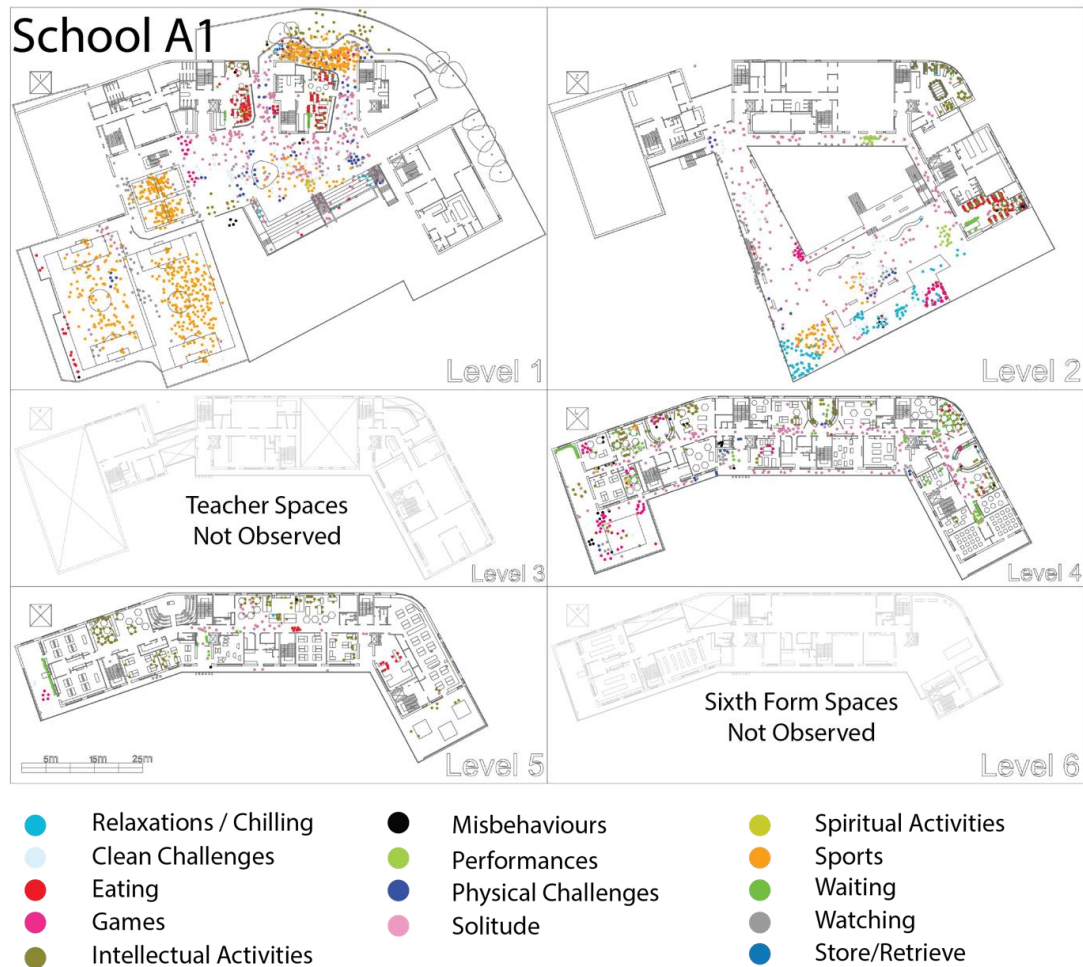 School A1
Level 1
Level 2
Teacher Spaces
Not Observed
Level 3
Level 4
5m 15m 25m
Level 5
Sixth Form Spaces
Not Observed
Level 6
Relaxations / Chilling
Clean Challenges
Eating
Games
Intellectual Activities
Misbehaviours
Performances
Physical Challenges
Solitude
Spiritual Activities
Sports
Waiting
Watching
Store/Retrieve